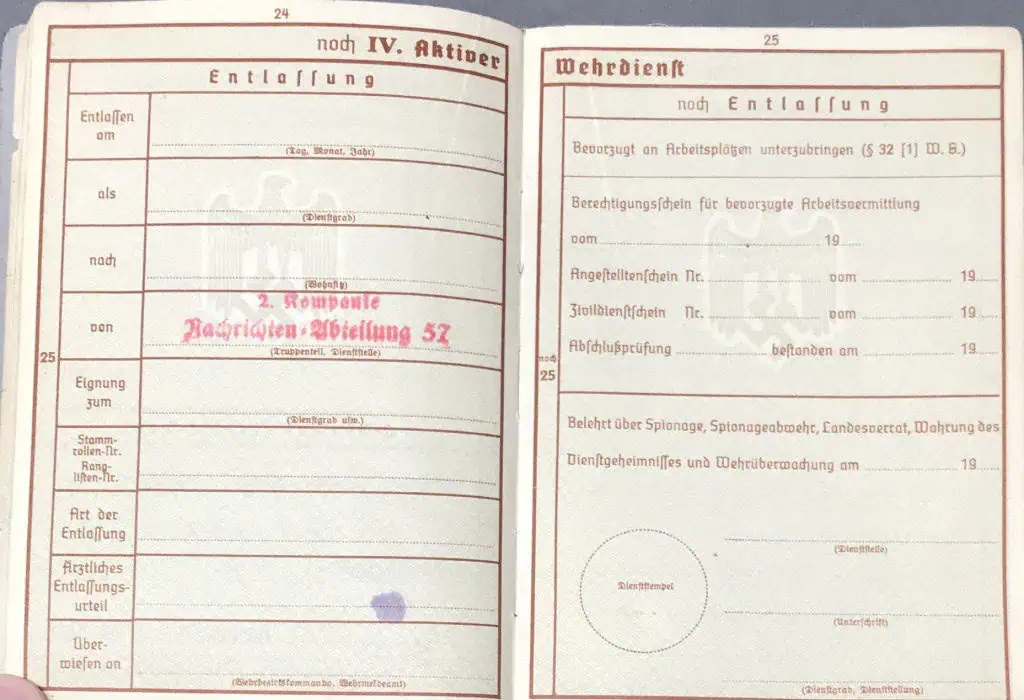 24
noch IV. Aktiver
Entlassung
Entlassen
am
(Tag, Monat, Jahr)
als
(Dienstgrad)
nach
(Wohnsitz)
von
2. Kompanie
Nachrichten-Abteilung 57
(Truppenteil, Dienststelle)
25
Eignung
zum
(Dienstgrad usw.)
Stamm-
rollen-Nr.
Rang-
listen-Nr.
Art der
Entlassung
Ärztliches
Entlassungs-
urteil
Über-
wiesen an
(Wehrbezirkskommando, Wehrmeldeamt)
25
Wehrdienst
noch Entlassung
Bevorzugt an Arbeitsplätzen unterzubringen (§ 32 [1] W. G.)
Berechtigungsschein für bevorzugte Arbeitsvermittlung
vom 19
Angestelltenschein Nr. vom 19
Zivildienstschein Nr. vom 19
Abschlußprüfung bestanden am 19
noch
25
Belehrt über Spionage, Spionageabwehr, Landesverrat, Wahrung des
Dienstgeheimnisses und Wehrüberwachung am 19
Dienststempel
(Dienststelle)
(Unterschrift)
(Dienstgrad, Dienststellung)